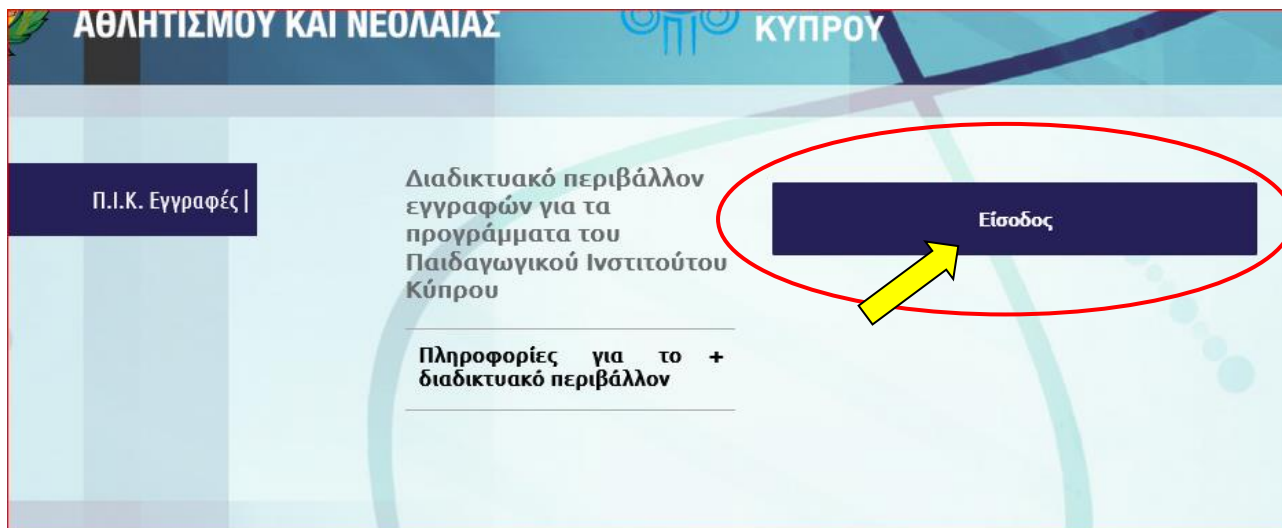 ΑΘΛΗΤΙΣΜΟΥ ΚΑΙ ΝΕΟΛΑΙΑΣ
ΚΥΠΡΟΥ
Π.Ι.Κ. Εγγραφές|
Διαδικτυακό περιβάλλον
εγγραφών για τα
προγράμματα του
Παιδαγωγικού Ινστιτούτου
Κύπρου
Πληροφορίες για το +
διαδικτυακό περιβάλλον
Είσοδος